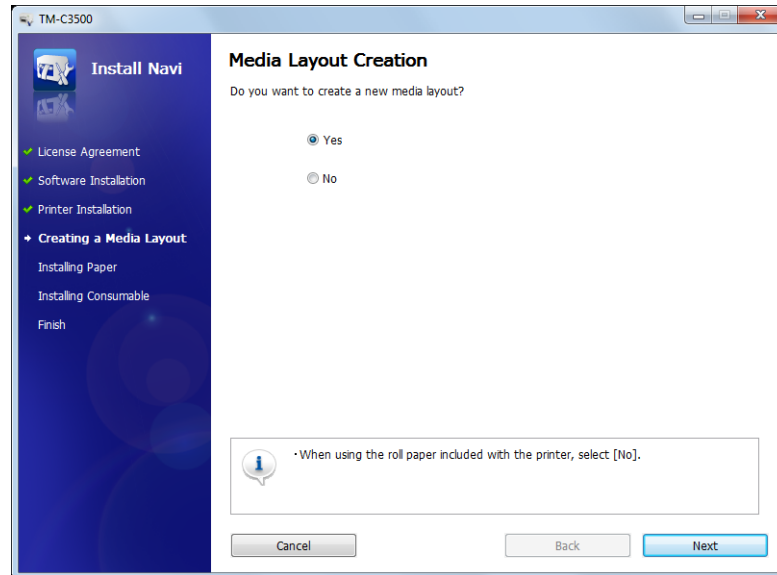 TM-C3500
Install Navi
License Agreement
Software Installation
Printer Installation
Creating a Media Layout
Installing Paper
Installing Consumable
Finish
Media Layout Creation
Do you want to create a new media layout?
Yes
No
・When using the roll paper included with the printer, select [No].
Cancel
Back
Next